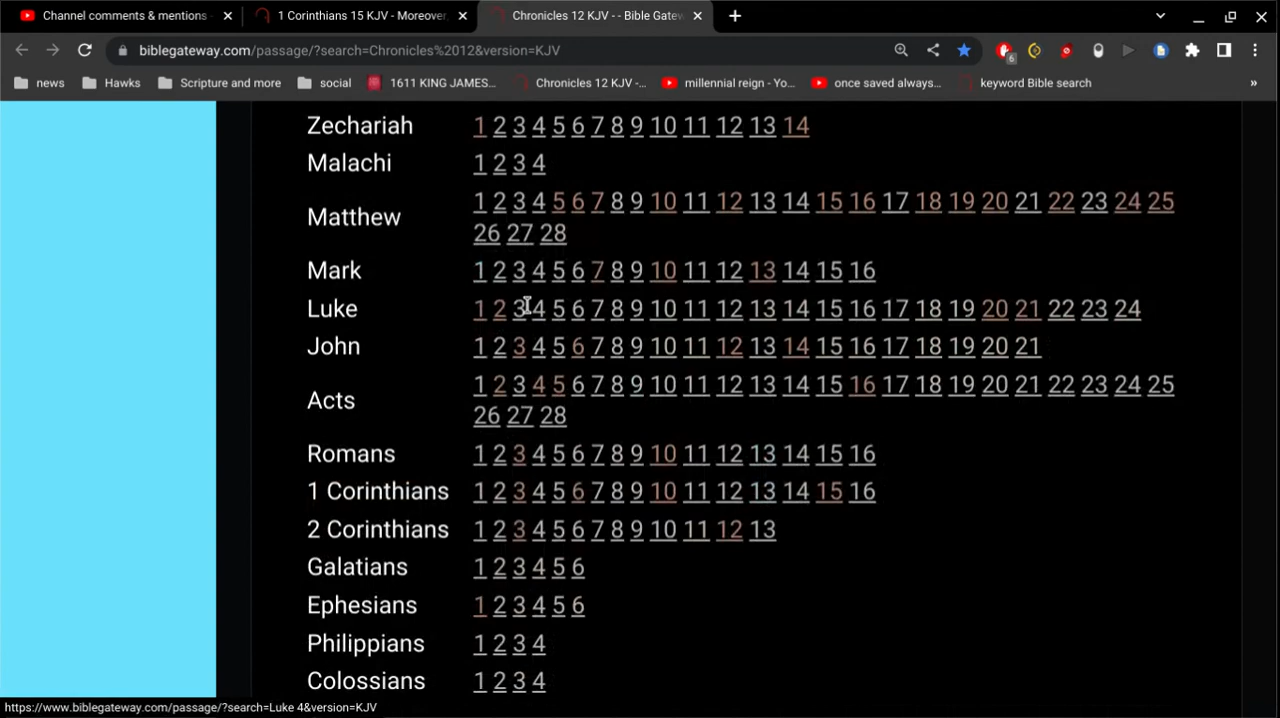 Channel comments & mentions -
1 Corinthians 15 KJV - Moreover,
Chronicles 12 KJV - - Bible Gatew
biblegateway.com/passage/?search=Chronicles%2012&version=KJV
6
news
Hawks
Scripture and more
social
1611 KING JAMES...
Chronicles 12 KJV -...
millennial reign - Yo...
once saved always...
keyword Bible search
»
Zechariah 1 2 3 4 5 6 7 8 9 10 11 12 13 14
Malachi 1 2 3 4
Matthew 1 2 3 4 5 6 7 8 9 10 11 12 13 14 15 16 17 18 19 20 21 22 23 24 25
26 27 28
Mark 1 2 3 4 5 6 7 8 9 10 11 12 13 14 15 16
Luke 1 2 3 4 5 6 7 8 9 10 11 12 13 14 15 16 17 18 19 20 21 22 23 24
John 1 2 3 4 5 6 7 8 9 10 11 12 13 14 15 16 17 18 19 20 21
Acts 1 2 3 4 5 6 7 8 9 10 11 12 13 14 15 16 17 18 19 20 21 22 23 24 25
26 27 28
Romans 1 2 3 4 5 6 7 8 9 10 11 12 13 14 15 16
1 Corinthians 1 2 3 4 5 6 7 8 9 10 11 12 13 14 15 16
2 Corinthians 1 2 3 4 5 6 7 8 9 10 11 12 13
Galatians 1 2 3 4 5 6
Ephesians 1 2 3 4 5 6
Philippians 1 2 3 4
Colossians 1 2 3 4
https://www.biblegateway.com/passage/?search=Luke 4&version=KJV